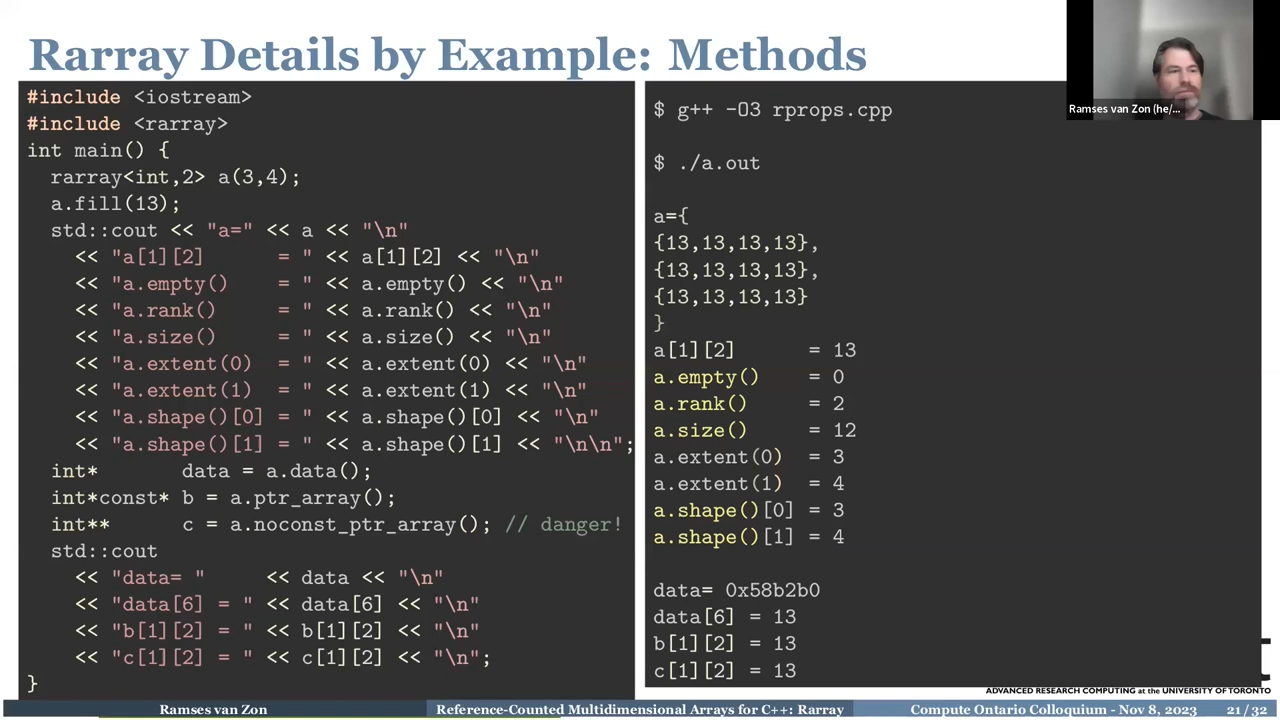 Rarray Details by Example: Methods
#include <iostream>
#include <rarray>
int main() {
  rarray<int,2> a(3,4);
  a.fill(13);
  std::cout << "a=" << a << "\n"
    << "a[1][2]      = " << a[1][2] << "\n"
    << "a.empty()    = " << a.empty() << "\n"
    << "a.rank()     = " << a.rank() << "\n"
    << "a.size()     = " << a.size() << "\n"
    << "a.extent(0)  = " << a.extent(0) << "\n"
    << "a.extent(1)  = " << a.extent(1) << "\n"
    << "a.shape()[0] = " << a.shape()[0] << "\n"
    << "a.shape()[1] = " << a.shape()[1] << "\n\n";
  int*       data = a.data();
  int*const* b = a.ptr_array();
  int**      c = a.noconst_ptr_array(); // danger!
  std::cout
    << "data= "     << data << "\n"
    << "data[6] = " << data[6] << "\n"
    << "b[1][2] = " << b[1][2] << "\n"
    << "c[1][2] = " << c[1][2] << "\n";
}
$ g++ -O3 rprops.cpp
$ ./a.out
a={
{13,13,13,13},
{13,13,13,13},
{13,13,13,13}
}
a[1][2]      = 13
a.empty()    = 0
a.rank()     = 2
a.size()     = 12
a.extent(0)  = 3
a.extent(1)  = 4
a.shape()[0] = 3
a.shape()[1] = 4
data= 0x58b2b0
data[6] = 13
b[1][2] = 13
c[1][2] = 13
Ramses van Zon (he/...
ADVANCED RESEARCH COMPUTING at the UNIVERSITY OF TORONTO
Ramses van Zon
Reference-Counted Multidimensional Arrays for C++: Rarray
Compute Ontario Colloquium - Nov 8, 2023
21/32